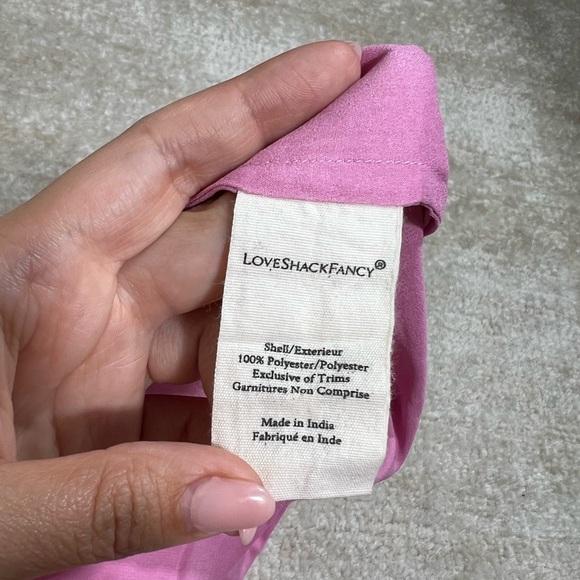 LOVESHACKFANCY®
Shell/Exterieur
100% Polyester/Polyester
Exclusive of Trims
Garnitures Non Comprise
Made in India
Fabriqué en Inde